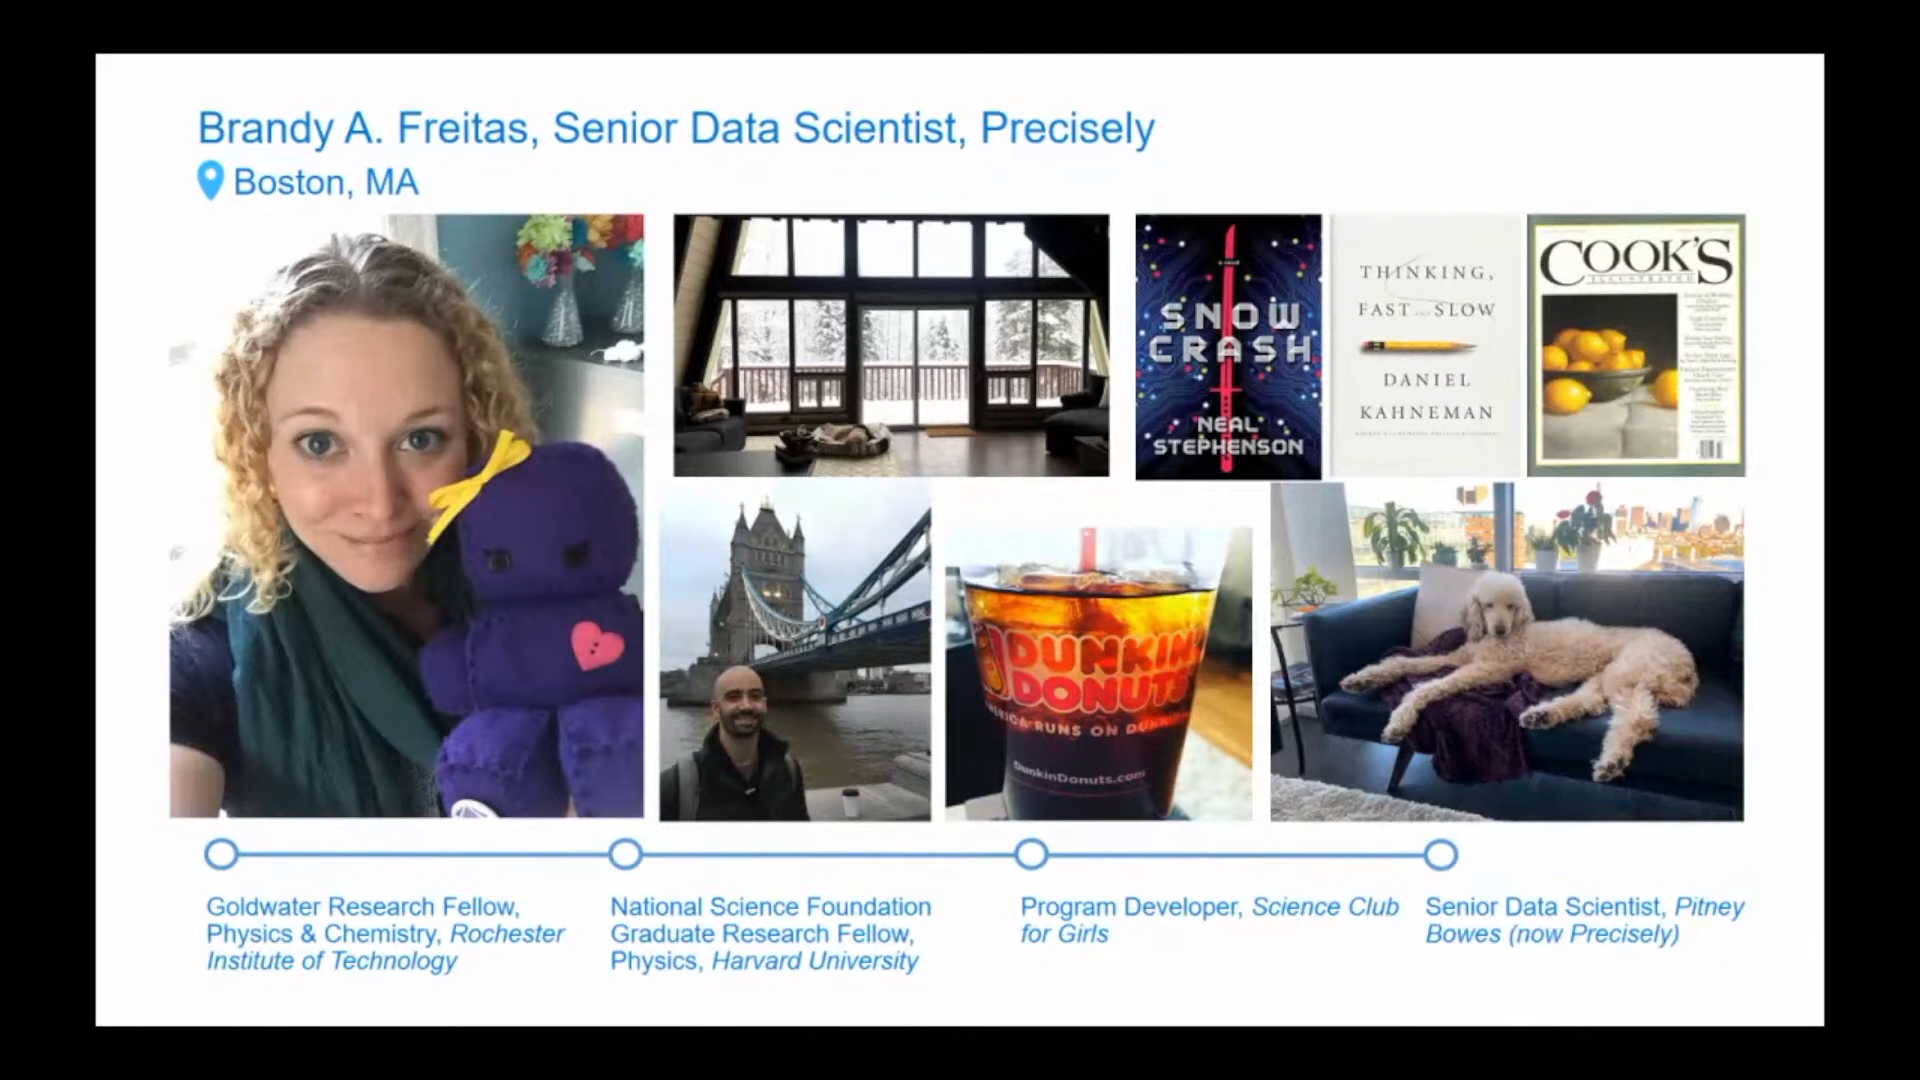 Brandy A. Freitas, Senior Data Scientist, Precisely
Boston, MA
SNOW
CRASH
NEAL
STEPHENSON
THINKING,
FAST AND SLOW
DANIEL
KAHNEMAN
COOK'S
ILLUSTRATED
DUNKIN'
DONUTS
AMERICA RUNS ON DUNKIN
DunkinDonuts.com
Goldwater Research Fellow,
Physics & Chemistry, Rochester
Institute of Technology
National Science Foundation
Graduate Research Fellow,
Physics, Harvard University
Program Developer, Science Club
for Girls
Senior Data Scientist, Pitney
Bowes (now Precisely)